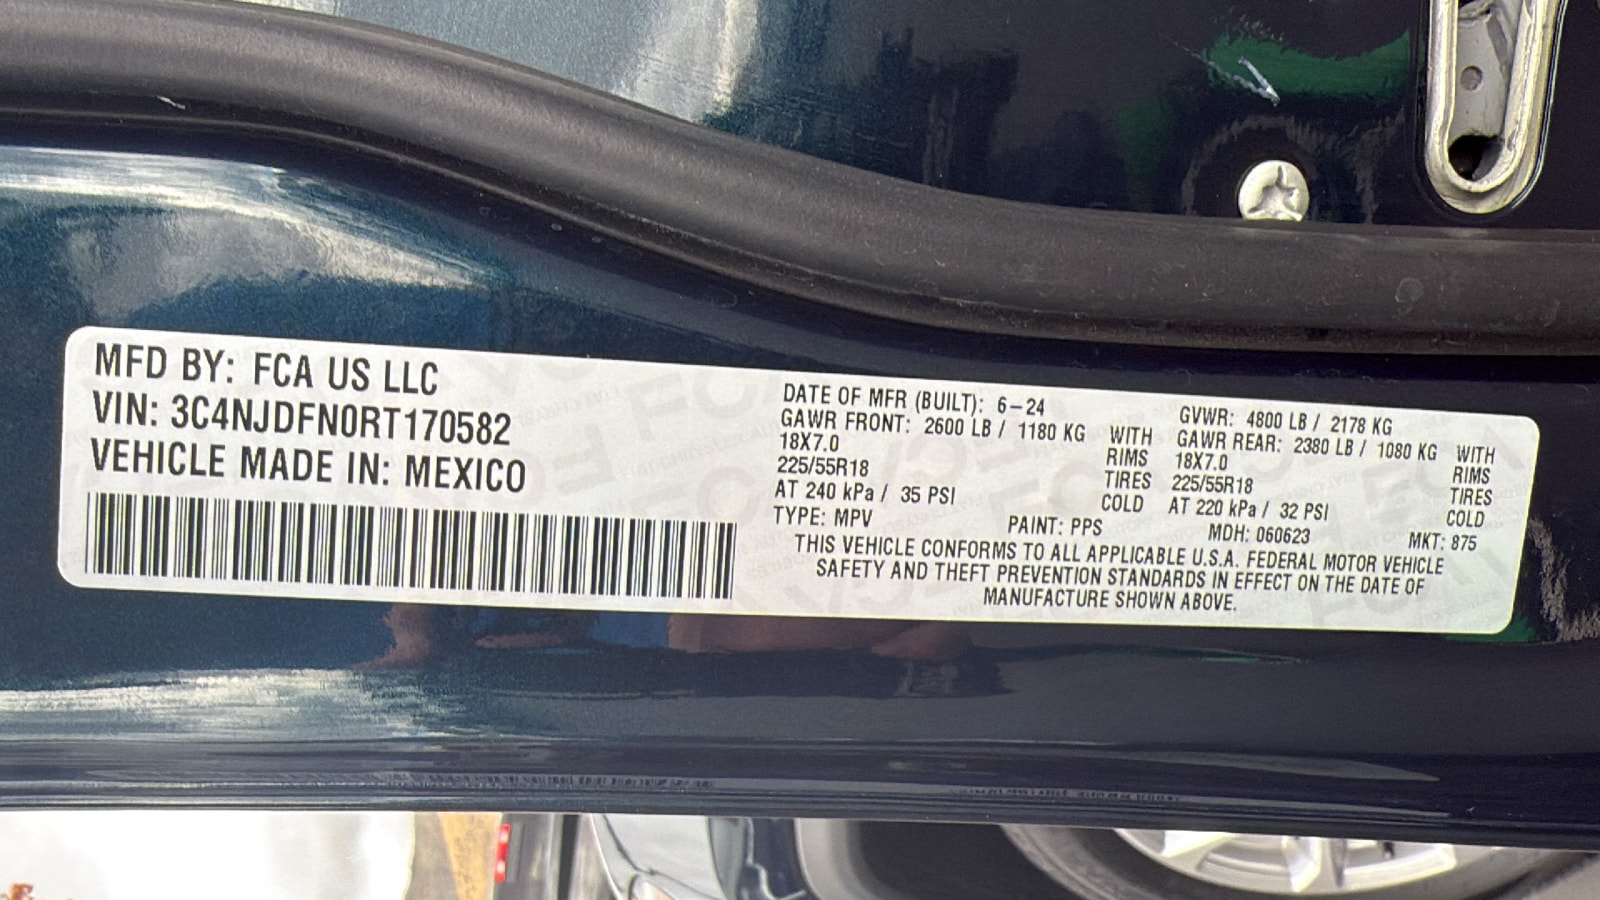 MFD BY: FCA US LLC
VIN: 3C4NJDFN0RT170582
VEHICLE MADE IN: MEXICO
DATE OF MFR (BUILT): 6-24
GVWR: 4800 LB / 2178 KG
GAWR FRONT: 2600 LB / 1180 KG WITH
18X7.0 RIMS
225/55R18 TIRES
AT 240 kPa / 35 PSI COLD
GAWR REAR: 2380 LB / 1080 KG WITH
18X7.0 RIMS
225/55R18 TIRES
AT 220 kPa / 32 PSI COLD
TYPE: MPV PAINT: PPS MDH: 060623 MKT: 875
THIS VEHICLE CONFORMS TO ALL APPLICABLE U.S.A. FEDERAL MOTOR VEHICLE
SAFETY AND THEFT PREVENTION STANDARDS IN EFFECT ON THE DATE OF
MANUFACTURE SHOWN ABOVE.